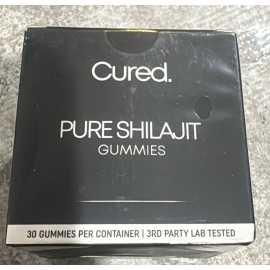 Cured.
PURE SHILAJIT
GUMMIES
30 GUMMIES PER CONTAINER | 3RD PARTY LAB TESTED